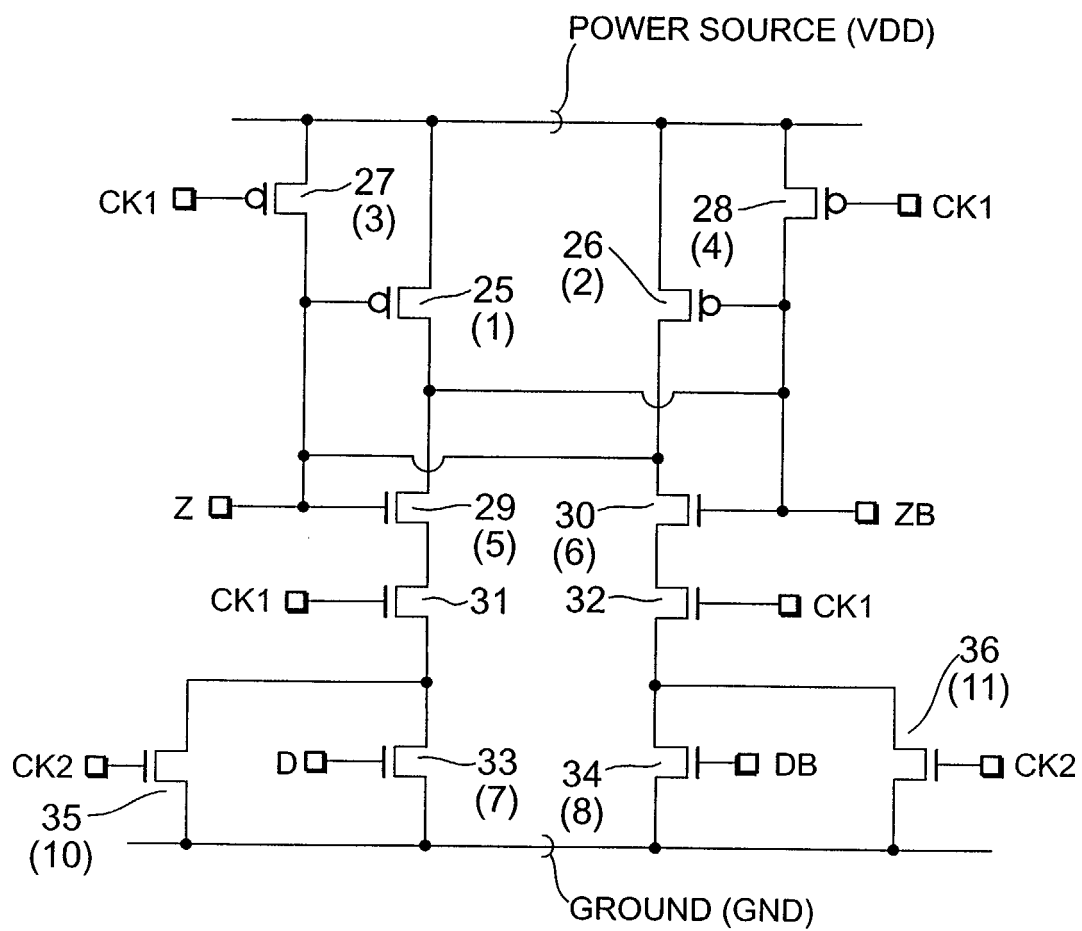 POWER SOURCE (VDD)
CK1
27
(3)
28
(4)
CK1
26
(2)
25
(1)
Z
29
(5)
30
(6)
ZB
CK1
31
32
CK1
36
(11)
CK2
D
33
(7)
34
(8)
DB
CK2
35
(10)
GROUND (GND)